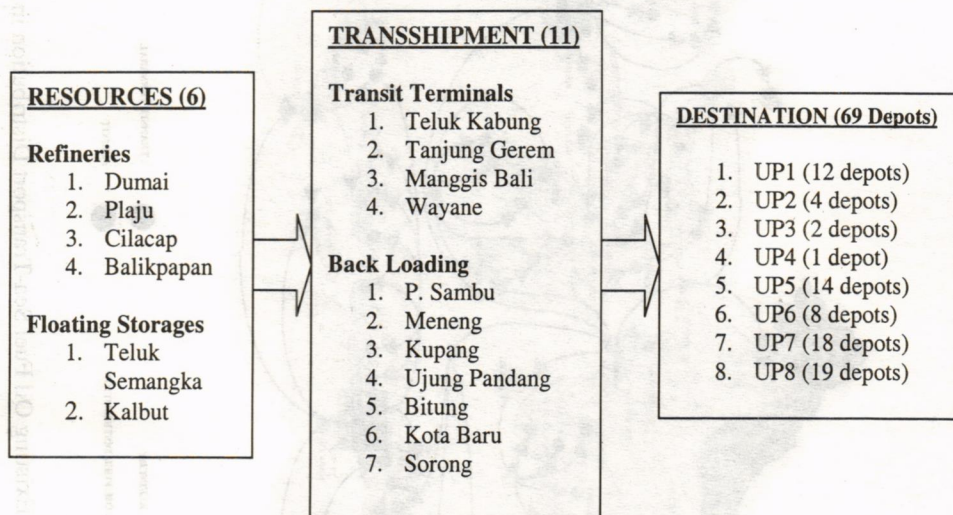 RESOURCES (6)
Refineries
1. Dumai
2. Plaju
3. Cilacap
4. Balikpapan
Floating Storages
1. Teluk
Semangka
2. Kalbut
TRANSSHIPMENT (11)
Transit Terminals
1. Teluk Kabung
2. Tanjung Gerem
3. Manggis Bali
4. Wayane
Back Loading
1. P. Sambu
2. Meneng
3. Kupang
4. Ujung Pandang
5. Bitung
6. Kota Baru
7. Sorong
DESTINATION (69 Depots)
1. UP1 (12 depots)
2. UP2 (4 depots)
3. UP3 (2 depots)
4. UP4 (1 depot)
5. UP5 (14 depots)
6. UP6 (8 depots)
7. UP7 (18 depots)
8. UP8 (19 depots)